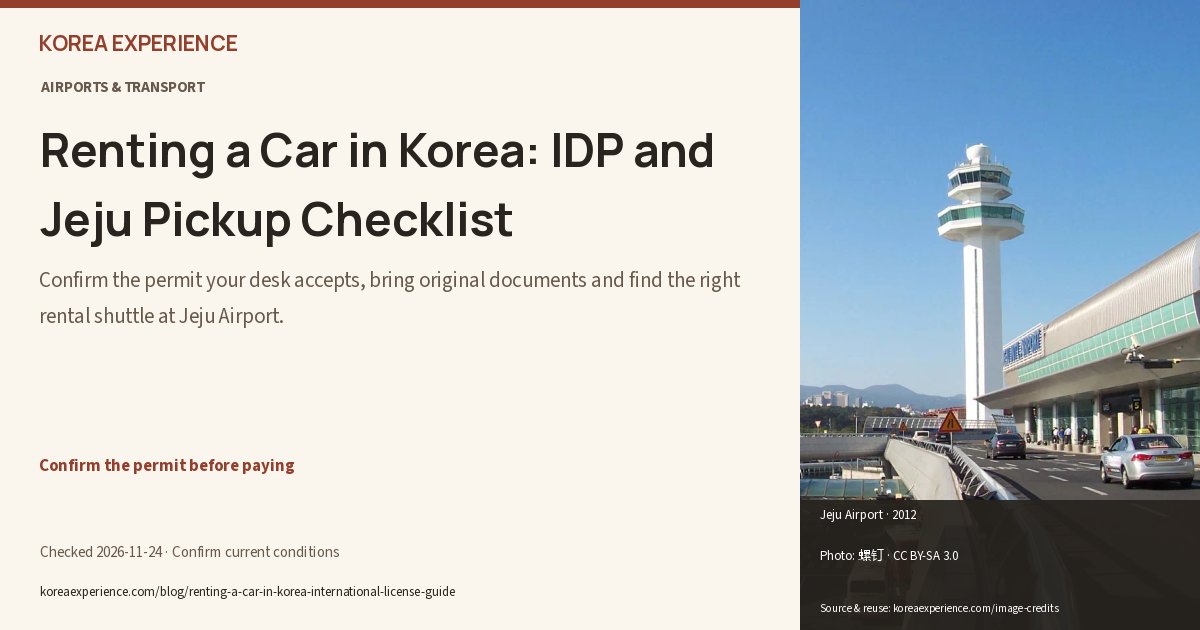 KOREA EXPERIENCE
AIRPORTS & TRANSPORT
Renting a Car in Korea: IDP and
Jeju Pickup Checklist
Confirm the permit your desk accepts, bring original documents and find the right
rental shuttle at Jeju Airport.
Confirm the permit before paying
Checked 2026-11-24 · Confirm current conditions
koreaexperience.com/blog/renting-a-car-in-korea-international-license-guide
Jeju Airport · 2012
Photo: 螺钉 · CC BY-SA 3.0
Source & reuse: koreaexperience.com/image-credits